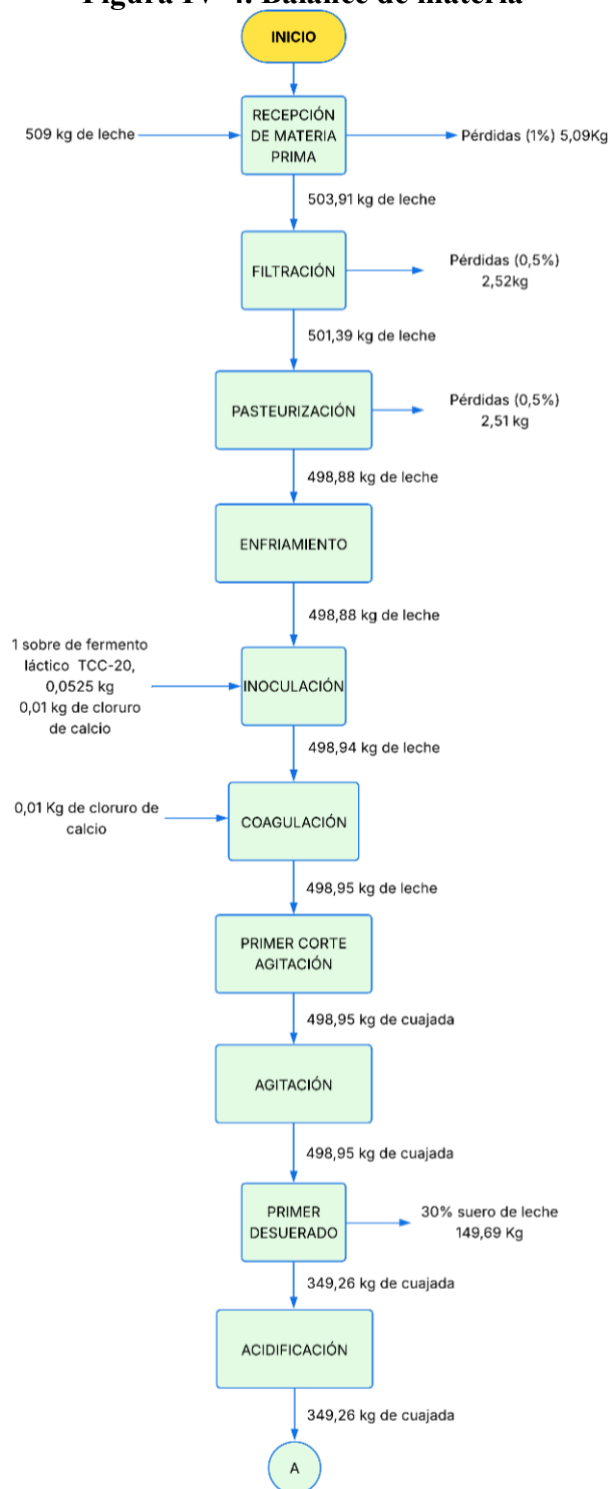 Figura IV-4. Balance de materia
INICIO
509 kg de leche
RECEPCIÓN
DE MATERIA
PRIMA
Pérdidas (1%) 5,09Kg
503,91 kg de leche
FILTRACIÓN
Pérdidas (0,5%)
2,52kg
501,39 kg de leche
PASTEURIZACIÓN
Pérdidas (0,5%)
2,51 kg
498,88 kg de leche
ENFRIAMIENTO
498,88 kg de leche
1 sobre de fermento
láctico TCC-20,
0,0525 kg
0,01 kg de cloruro
de calcio
INOCULACIÓN
498,94 kg de leche
0,01 Kg de cloruro de
calcio
COAGULACIÓN
498,95 kg de leche
PRIMER CORTE
AGITACIÓN
498,95 kg de cuajada
AGITACIÓN
498,95 kg de cuajada
PRIMER
DESUERADO
30% suero de leche
149,69 Kg
349,26 kg de cuajada
ACIDIFICACIÓN
349,26 kg de cuajada
A